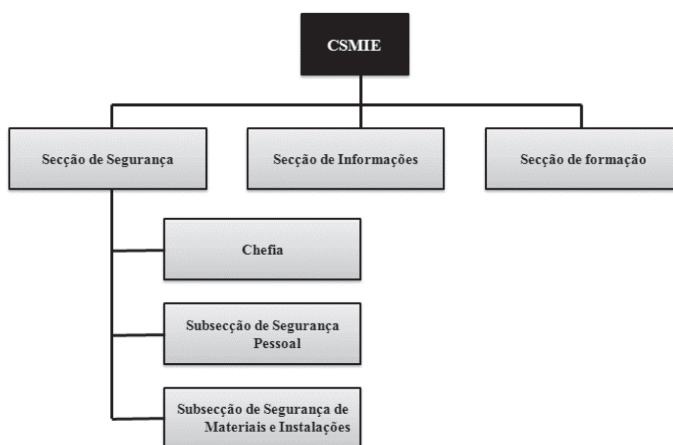 CSMIE
Secção de Segurança
Secção de Informações
Secção de formação
Chefia
Subsecção de Segurança
Pessoal
Subsecção de Segurança de
Materiais e Instalações